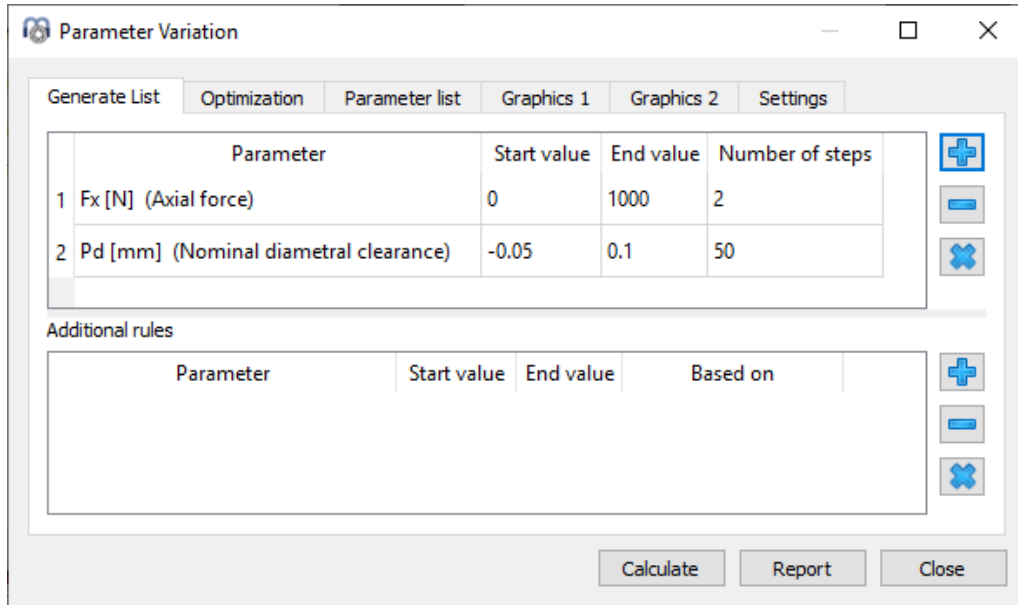 Parameter Variation
Generate List Optimization Parameter list Graphics 1 Graphics 2 Settings
Parameter Start value End value Number of steps
1 Fx [N] (Axial force) 0 1000 2
2 Pd [mm] (Nominal diametral clearance) -0.05 0.1 50
Additional rules
Parameter Start value End value Based on
Calculate Report Close